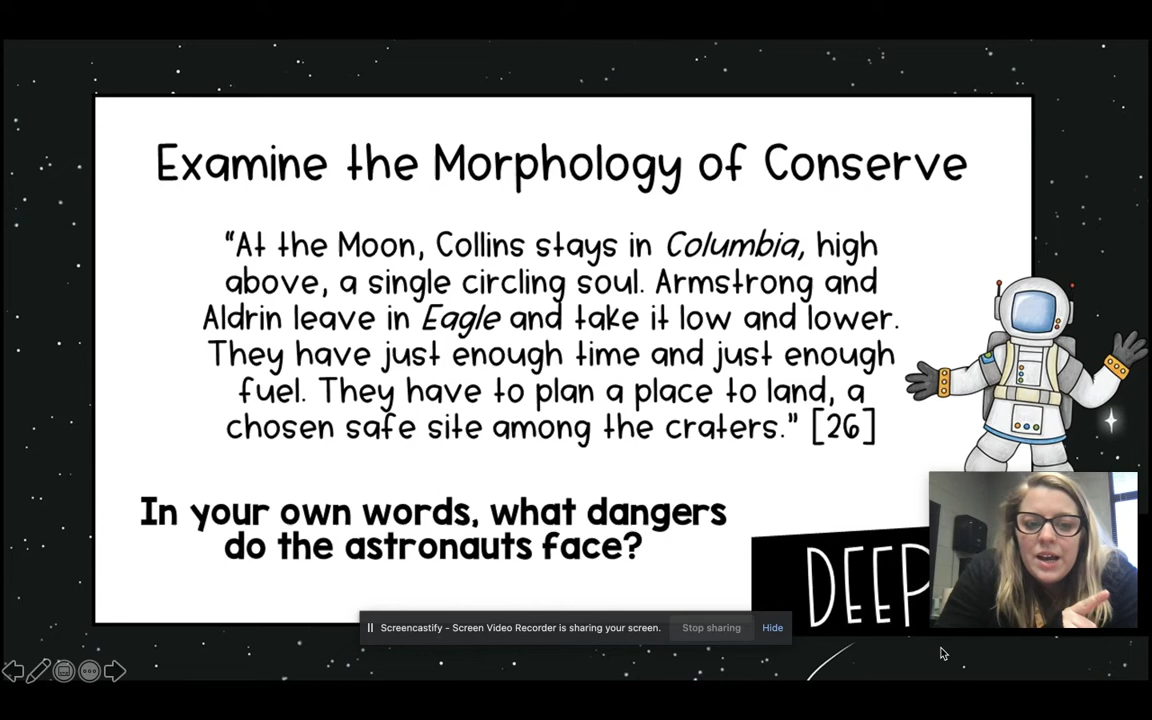 Examine the Morphology of Conserve
“At the Moon, Collins stays in Columbia, high
above, a single circling soul. Armstrong and
Aldrin leave in Eagle and take it low and lower.
They have just enough time and just enough
fuel. They have to plan a place to land, a
chosen safe site among the craters.” [26]
In your own words, what dangers
do the astronauts face?
DEEP
Screencastify - Screen Video Recorder is sharing your screen. Stop sharing Hide